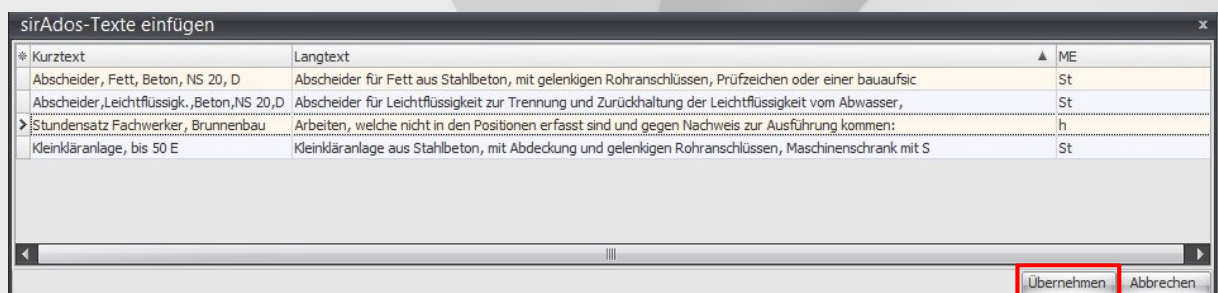 sirAdos-Texte einfügen x
Kurztext Langtext ME
Abscheider, Fett, Beton, NS 20, D Abscheider für Fett aus Stahlbeton, mit gelenkigen Rohranschlüssen, Prüfzeichen oder einer bauaufsic St
Abscheider,Leichtflüssigk.,Beton,NS 20,D Abscheider für Leichtflüssigkeit zur Trennung und Zurückhaltung der Leichtflüssigkeit vom Abwasser, St
Stundensatz Fachwerker, Brunnenbau Arbeiten, welche nicht in den Positionen erfasst sind und gegen Nachweis zur Ausführung kommen: h
Kleinkläranlage, bis 50 E Kleinkläranlage aus Stahlbeton, mit Abdeckung und gelenkigen Rohranschlüssen, Maschinenschrank mit S St
Übernehmen Abbrechen